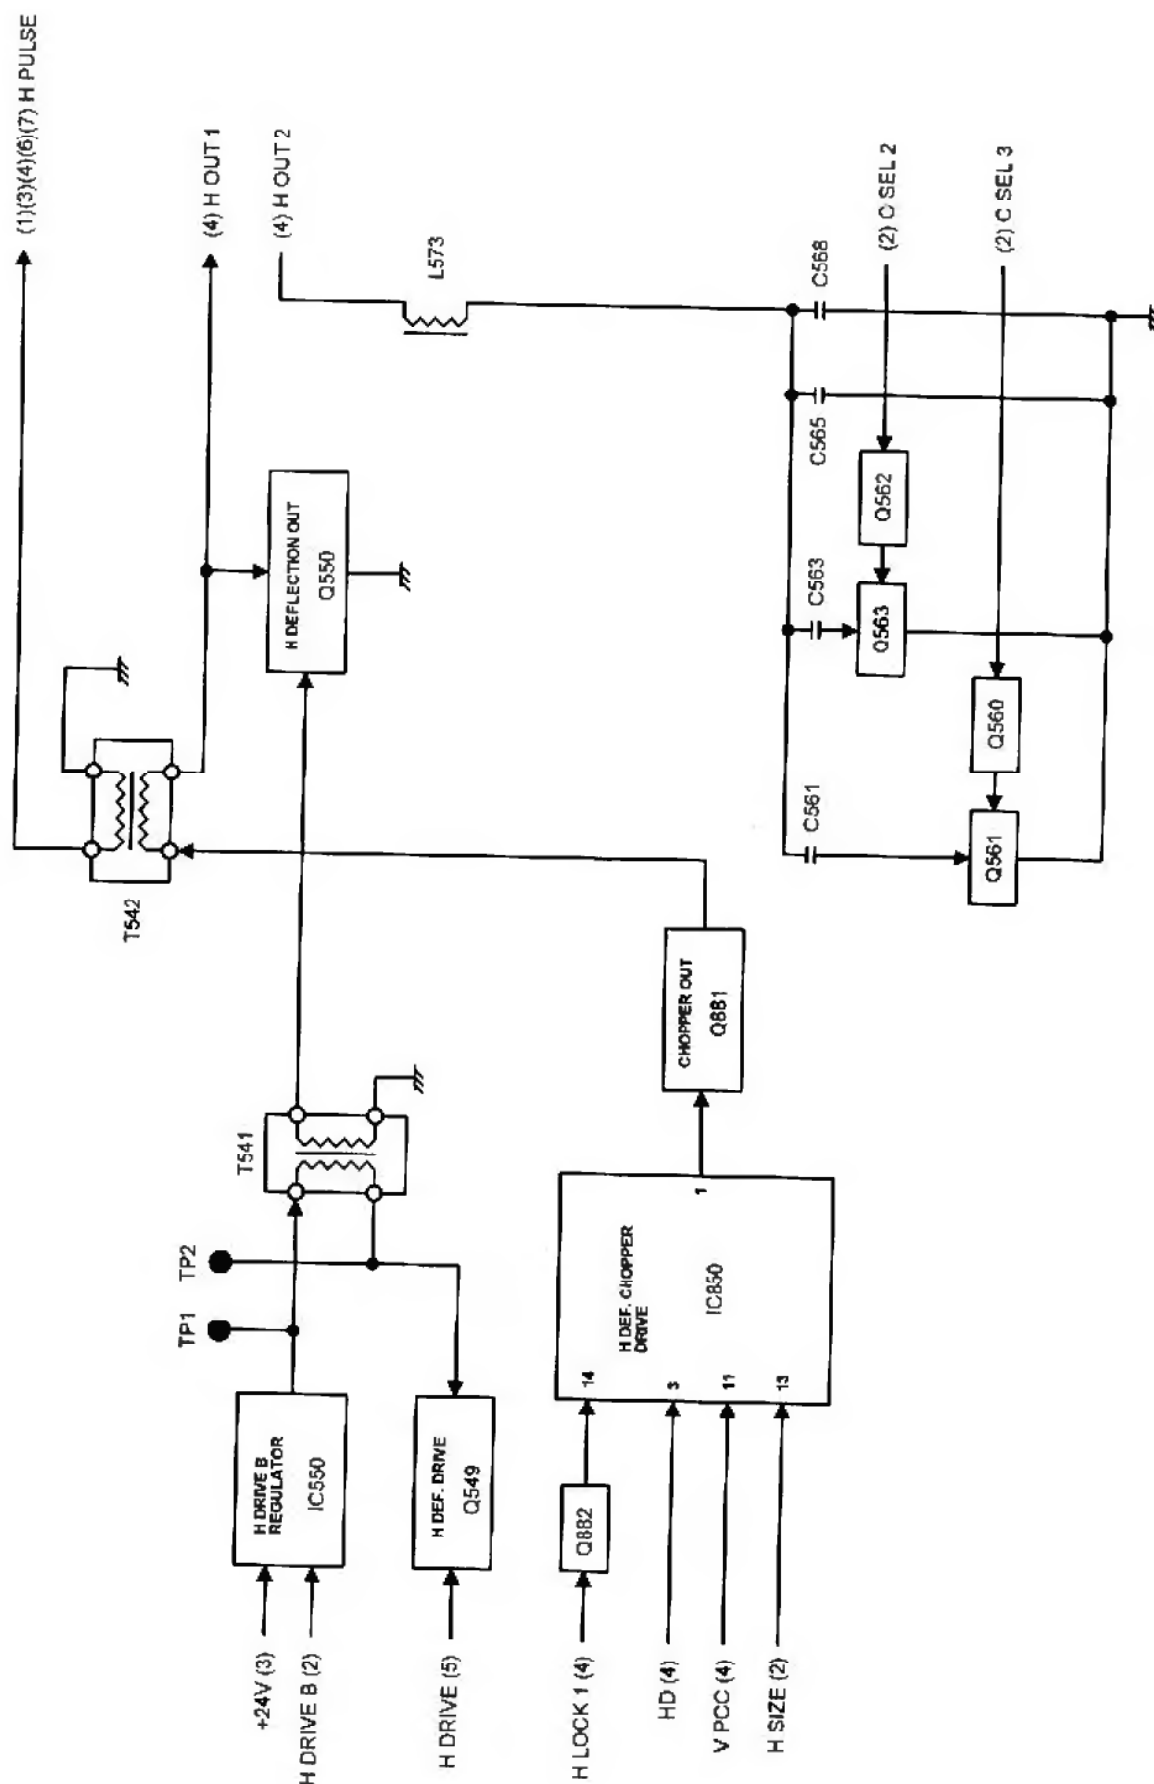 +24V (3)
H DRIVE B (2)
H DRIVE B
REGULATOR
IC550
TP1
TP2
T541
H DRIVE (5)
H DEF. DRIVE
Q549
T542
(1)(3)(4)(6)(7) H PULSE
(4) H OUT 1
H DEFLECTION OUT
Q550
(4) H OUT 2
L573
H LOCK 1 (4)
Q882
14
HD (4)
3
V PCC (4)
11
H SIZE (2)
13
H DEF. CHOPPER
DRIVE
IC850
1
CHOPPER OUT
Q881
C561
C563
C565
C568
Q563
Q562
(2) C SEL 2
Q561
Q560
(2) C SEL 3